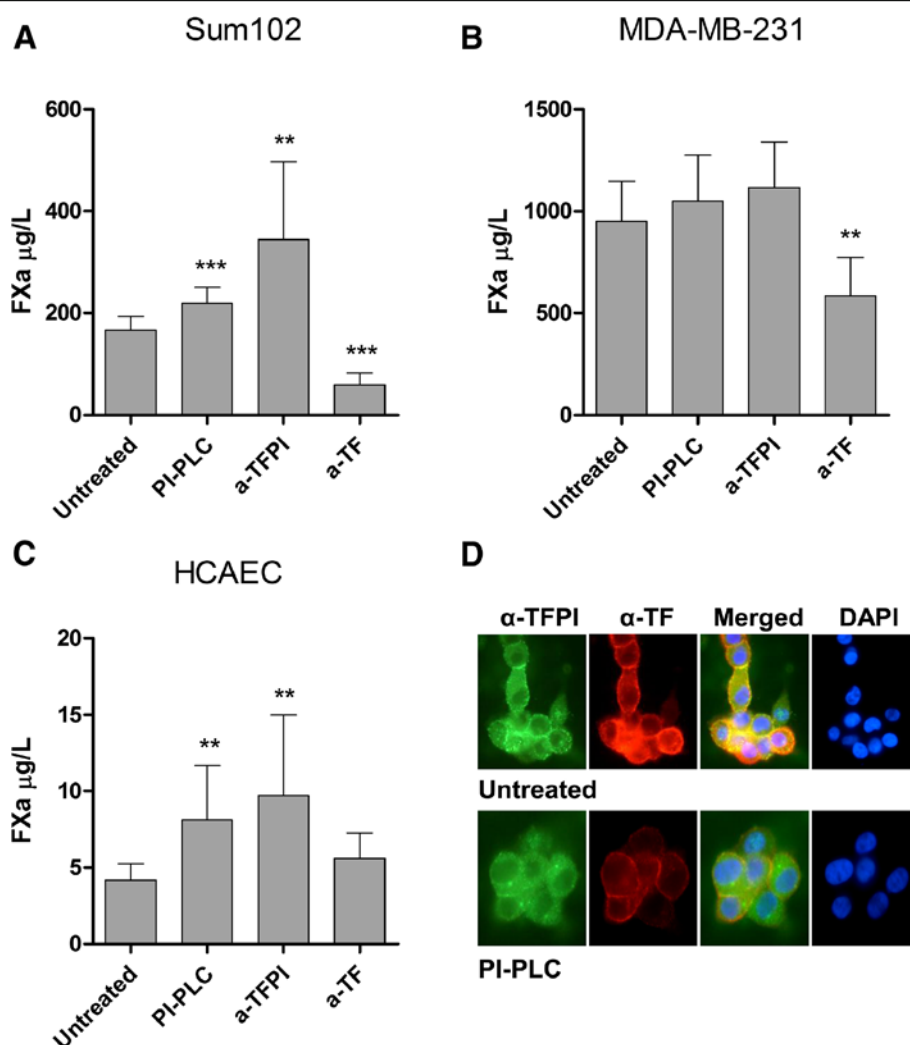 A
Sum102
600
400
200
0
FXa μg/L
***
**
***
Untreated
PI-PLC
a-TFPI
a-TF
B
MDA-MB-231
1500
1000
500
0
FXa μg/L
**
Untreated
PI-PLC
a-TFPI
a-TF
C
HCAEC
20
15
10
5
0
FXa μg/L
**
**
Untreated
PI-PLC
a-TFPI
a-TF
D
α-TFPI α-TF Merged DAPI
Untreated
PI-PLC